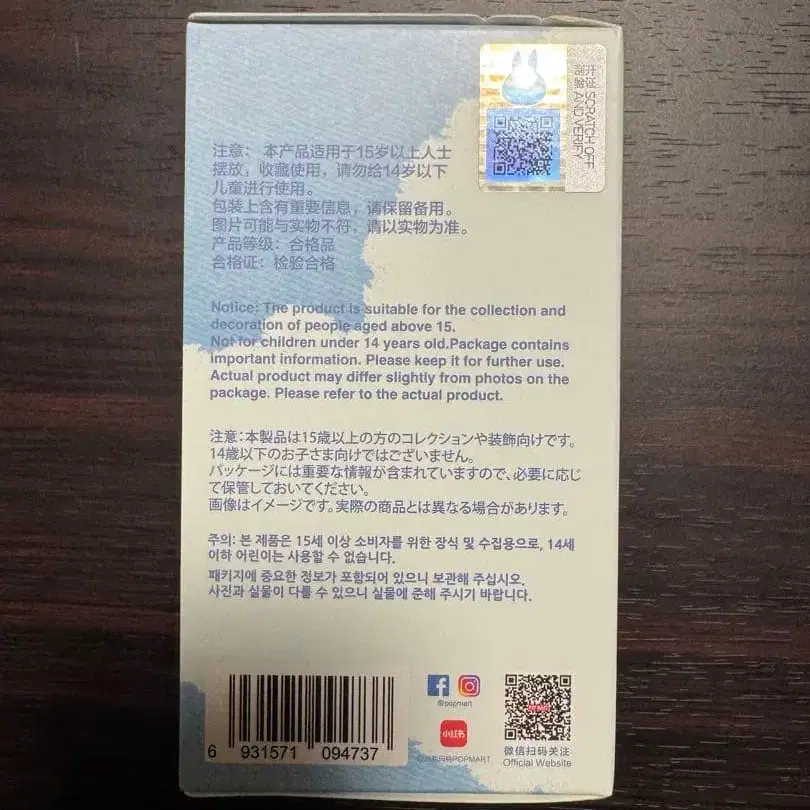 开涂刮层
SCRATCH OFF
AND VERIFY
注意： 本产品适用于15岁以上人士
摆放，收藏使用，请勿给14岁以下
儿童进行使用。
包装上含有重要信息，请保留备用。
图片可能与实物不符，请以实物为准。
产品等级：合格品
合格证：检验合格
Notice: The product is suitable for the collection and
decoration of people aged above 15.
Not for children under 14 years old.Package contains
important information. Please keep it for further use.
Actual product may differ slightly from photos on the
package. Please refer to the actual product.
注意：本製品は15歳以上の方のコレクションや装飾向けです。
14歳以下のお子さま向けではございません。
パッケージには重要な情報が含まれていますので、必要に応じ
て保管しておいてください。
画像はイメージです。実際の商品とは異なる場合があります。
주의: 본 제품은 15세 이상 소비자를 위한 장식 및 수집용으로, 14세
이하 어린이는 사용할 수 없습니다.
패키지에 중요한 정보가 포함되어 있으니 보관해 주십시오.
사진과 실물이 다를 수 있으니 실물에 준해 주시기 바랍니다.
6 931571 094737
@popmart
小红书
@泡泡玛特POPMART
微信扫码关注
Official Website